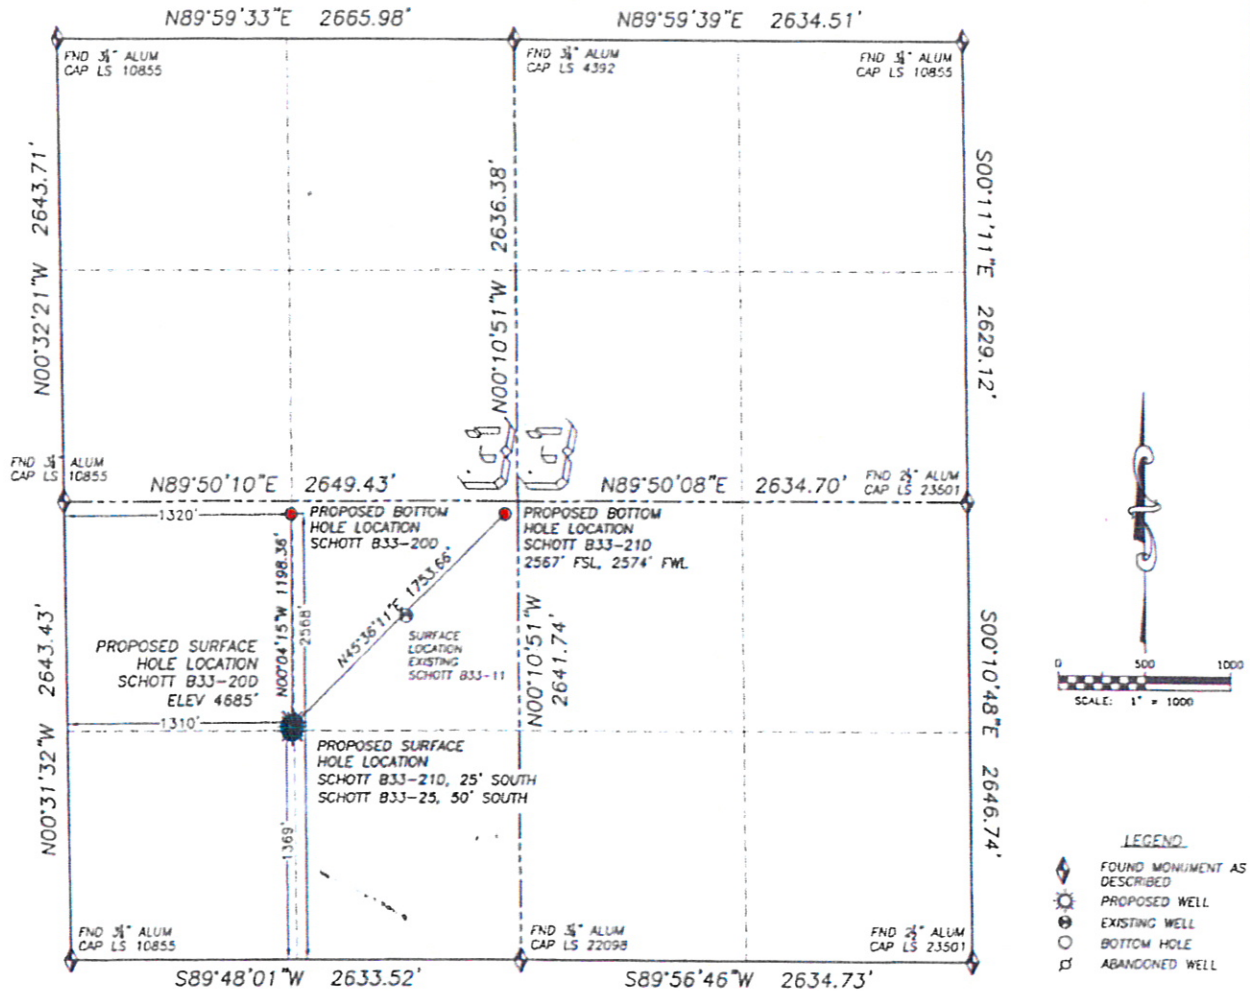 N89°59'33"E 2665.98'
N89°59'39"E 2634.51'
FND 3¼" ALUM
CAP LS 10855
FND 3¼" ALUM
CAP LS 4392
FND 3¼" ALUM
CAP LS 10855
N00°32'21"W 2643.71'
N00°10'51"W 2636.38'
S00°11'11"E 2629.12'
FND 3¼" ALUM
CAP LS 10855
N89°50'10"E 2649.43'
N89°50'08"E 2634.70'
FND 2½" ALUM
CAP LS 23501
1320'
PROPOSED BOTTOM
HOLE LOCATION
SCHOTT B33-20D
PROPOSED BOTTOM
HOLE LOCATION
SCHOTT B33-21D
2567' FSL, 2574' FWL
N00°04'15"W 1198.36'
2568'
N45°36'11"E 1753.66'
SURFACE
LOCATION
EXISTING
SCHOTT B33-11
N00°31'32"W 2643.43'
PROPOSED SURFACE
HOLE LOCATION
SCHOTT B33-20D
ELEV 4685'
1310'
N00°10'51"W
2641.74'
S00°10'48"E 2646.74'
PROPOSED SURFACE
HOLE LOCATION
SCHOTT B33-21D, 25' SOUTH
SCHOTT B33-25, 50' SOUTH
1369'
FND 3¼" ALUM
CAP LS 10855
FND 3¼" ALUM
CAP LS 22098
FND 2½" ALUM
CAP LS 23501
S89°48'01"W 2633.52'
S89°56'46"W 2634.73'
0 500 1000
SCALE: 1" = 1000
LEGEND
FOUND MONUMENT AS
DESCRIBED
PROPOSED WELL
EXISTING WELL
BOTTOM HOLE
ABANDONED WELL